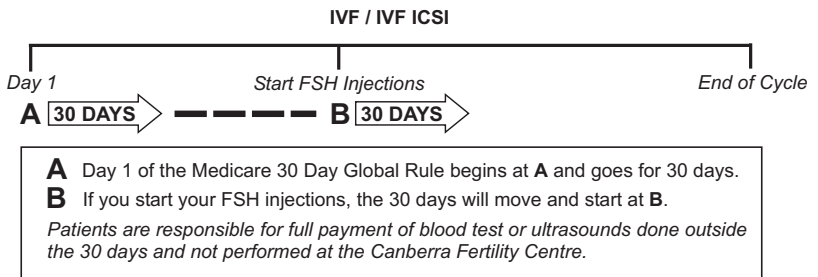 IVF / IVF ICSI
Day 1 Start FSH Injections End of Cycle
A 30 DAYS B 30 DAYS
A Day 1 of the Medicare 30 Day Global Rule begins at A and goes for 30 days.
B If you start your FSH injections, the 30 days will move and start at B.
Patients are responsible for full payment of blood test or ultrasounds done outside
the 30 days and not performed at the Canberra Fertility Centre.